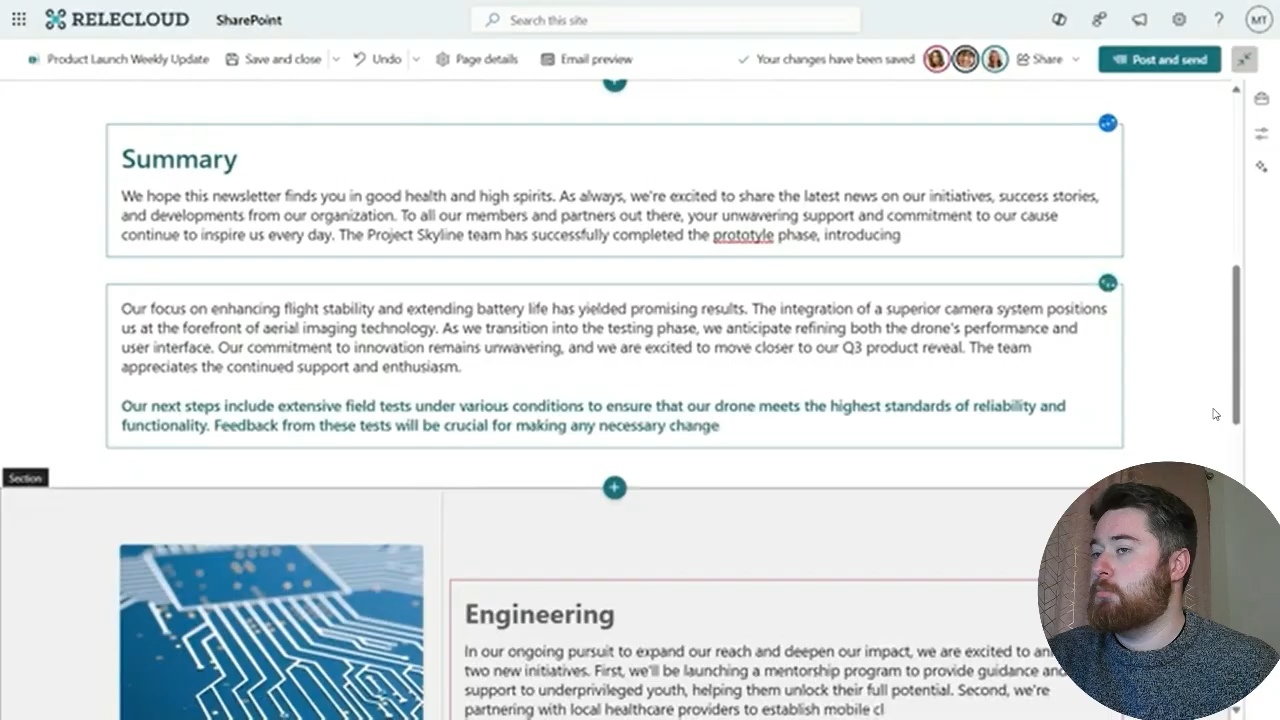 RELECLOUD SharePoint Search this site ? MT
Product Launch Weekly Update Save and close Undo Page details Email preview Your changes have been saved Share Post and send
Summary
We hope this newsletter finds you in good health and high spirits. As always, we're excited to share the latest news on our initiatives, success stories,
and developments from our organization. To all our members and partners out there, your unwavering support and commitment to our cause
continue to inspire us every day. The Project Skyline team has successfully completed the prototyle phase, introducing
Our focus on enhancing flight stability and extending battery life has yielded promising results. The integration of a superior camera system positions
us at the forefront of aerial imaging technology. As we transition into the testing phase, we anticipate refining both the drone's performance and
user interface. Our commitment to innovation remains unwavering, and we are excited to move closer to our Q3 product reveal. The team
appreciates the continued support and enthusiasm.
Our next steps include extensive field tests under various conditions to ensure that our drone meets the highest standards of reliability and
functionality. Feedback from these tests will be crucial for making any necessary change
Section
Engineering
In our ongoing pursuit to expand our reach and deepen our impact, we are excited to an
two new initiatives. First, we'll be launching a mentorship program to provide guidance and
support to underprivileged youth, helping them unlock their full potential. Second, we're
partnering with local healthcare providers to establish mobile cl